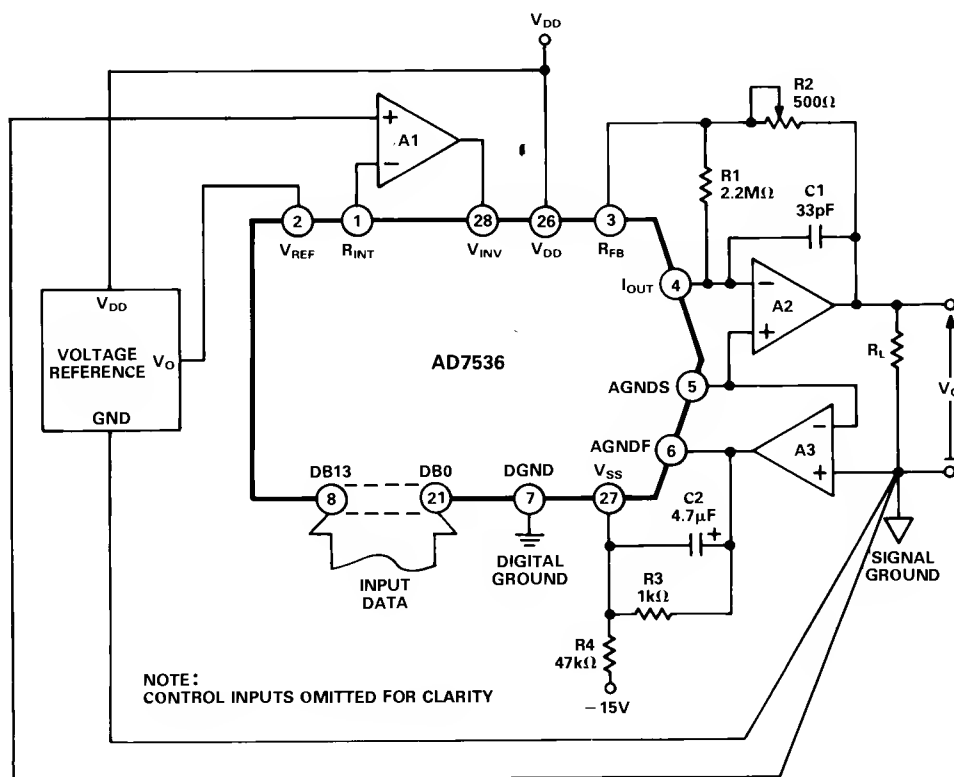 VDD
R2
500Ω
+
A1
−
R1
2.2MΩ
C1
33pF
2
1
28
26
3
VREF
RINT
VINV
VDD
RFB
IOUT
4
−
A2
+
VDD
VOLTAGE
REFERENCE
VO
GND
AD7536
RL
AGNDS
5
−
A3
+
AGNDF
6
VSS
27
DB13
8
DB0
21
DGND
7
C2
4.7µF
+
DIGITAL
GROUND
SIGNAL
GROUND
INPUT
DATA
R3
1kΩ
R4
47kΩ
−15V
NOTE:
CONTROL INPUTS OMITTED FOR CLARITY